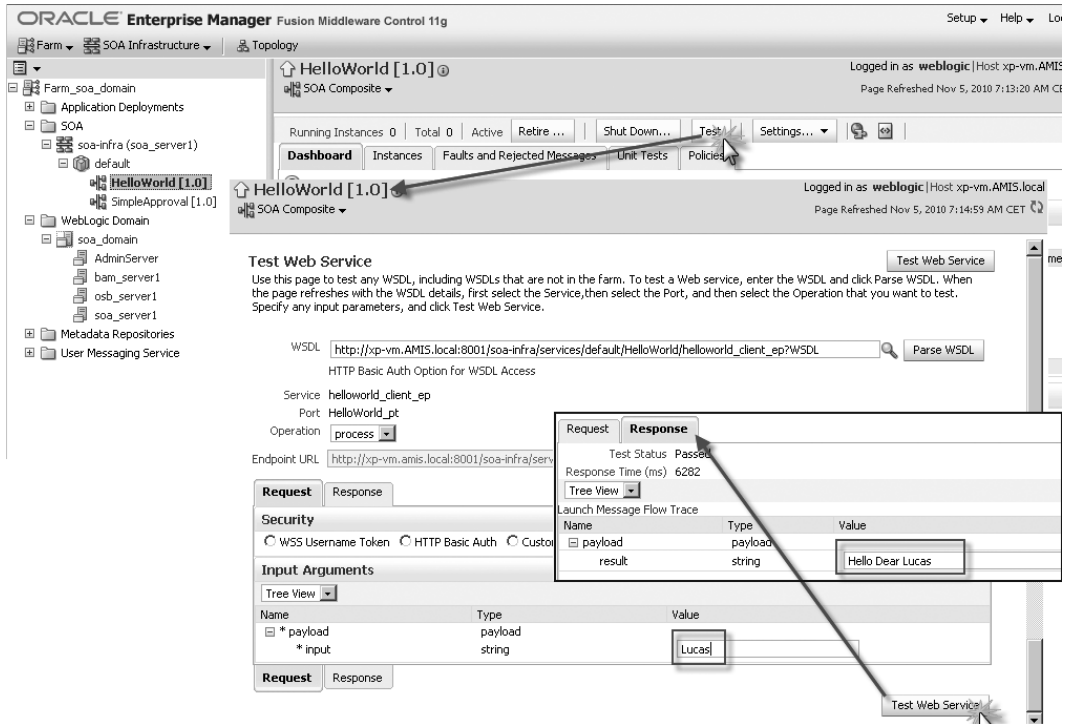 ORACLE Enterprise Manager Fusion Middleware Control 11g
Setup Help
Farm SOA Infrastructure Topology
Farm_soa_domain
Application Deployments
SOA
soa-infra (soa_server1)
default
HelloWorld [1.0]
SimpleApproval [1.0]
WebLogic Domain
soa_domain
AdminServer
bam_server1
osb_server1
soa_server1
Metadata Repositories
User Messaging Service
HelloWorld [1.0]
SOA Composite
Logged in as weblogic|Host xp-vm.AMIS
Page Refreshed Nov 5, 2010 7:13:20 AM
Running Instances 0 Total 0 Active Retire ... Shut Down... Test Settings...
Dashboard Instances Faults and Rejected Messages Unit Tests Policies
HelloWorld [1.0]
SOA Composite
Logged in as weblogic|Host xp-vm.AMIS.local
Page Refreshed Nov 5, 2010 7:14:59 AM CET
Test Web Service
Test Web Service
Use this page to test any WSDL, including WSDLs that are not in the farm. To test a Web service, enter the WSDL and click Parse WSDL. When
the page refreshes with the WSDL details, first select the Service,then select the Port, and then select the Operation that you want to test.
Specify any input parameters, and click Test Web Service.
WSDL http://xp-vm.AMIS.local:8001/soa-infra/services/default/HelloWorld/helloworld_client_ep?WSDL Parse WSDL
HTTP Basic Auth Option for WSDL Access
Service helloworld_client_ep
Port HelloWorld_pt
Operation process
Endpoint URL http://xp-vm.amis.local:8001/soa-infra/serv
Request Response
Security
WSS Username Token HTTP Basic Auth Custo
Input Arguments
Tree View
Name Type Value
* payload payload
* input string Lucas
Request Response
Test Web Service
Request Response
Test Status Passed
Response Time (ms) 6282
Tree View
Launch Message Flow Trace
Name Type Value
payload payload
result string Hello Dear Lucas